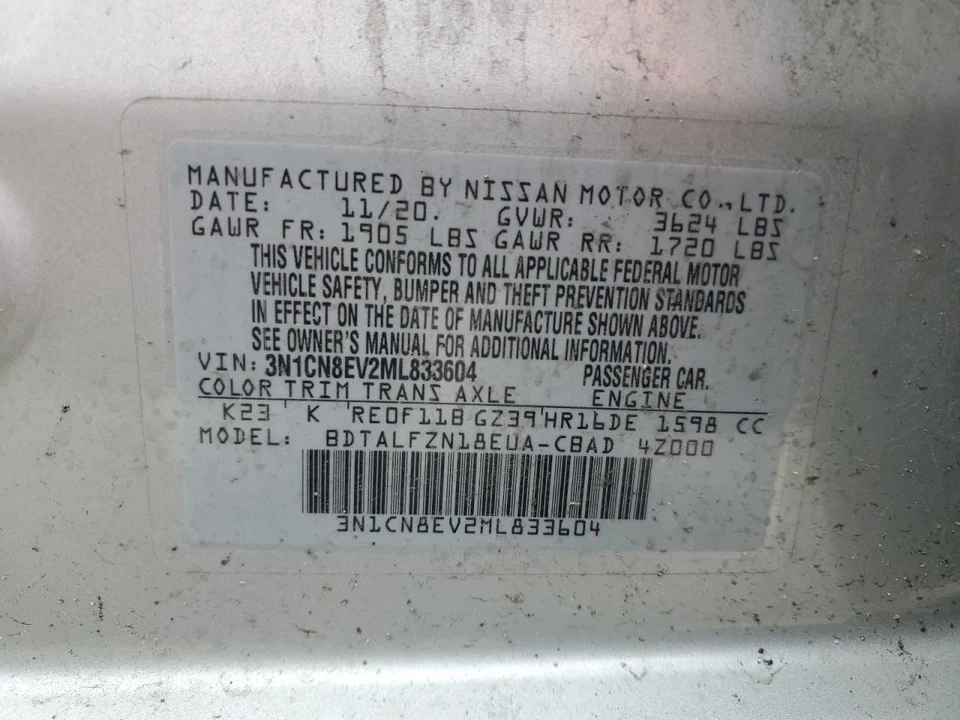 MANUFACTURED BY NISSAN MOTOR CO.,LTD.
DATE: 11/20. GVWR: 3624 LBS
GAWR FR: 1905 LBS GAWR RR: 1720 LBS
THIS VEHICLE CONFORMS TO ALL APPLICABLE FEDERAL MOTOR
VEHICLE SAFETY, BUMPER AND THEFT PREVENTION STANDARDS
IN EFFECT ON THE DATE OF MANUFACTURE SHOWN ABOVE.
SEE OWNER'S MANUAL FOR ADDITIONAL INFORMATION.
VIN: 3N1CN8EV2ML833604 PASSENGER CAR.
COLOR TRIM TRANS AXLE ENGINE
K23 K RE0F11B GZ39 HR16DE 1598 CC
MODEL: BDTALFZN18EUA-CBAD 4Z000
3N1CN8EV2ML833604